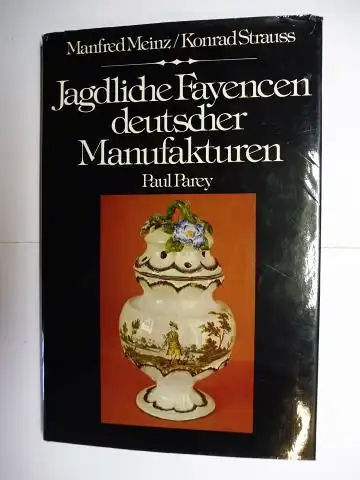 Manfred Meinz/Konrad Strauss
Jagdliche Fayencen
deutscher
Manufakturen
Paul Parey